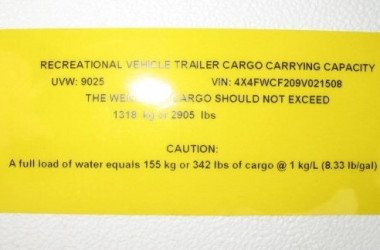 RECREATIONAL VEHICLE TRAILER CARGO CARRYING CAPACITY
UVW: 9025 VIN: 4X4FWCF209V021508
THE CARGO SHOULD NOT EXCEED
1318 kg or 2905 lbs
CAUTION:
A full load of water equals 155 kg or 342 lbs of cargo @ 1 kg/L (8.33 lb/gal)